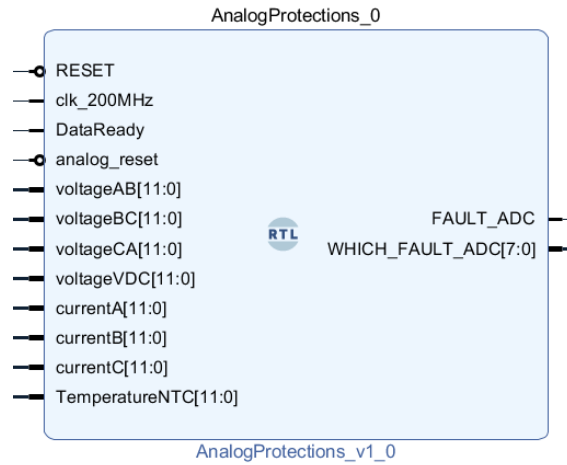 AnalogProtections_0
RESET
clk_200MHz
DataReady
analog_reset
voltageAB[11:0]
voltageBC[11:0]
voltageCA[11:0]
voltageVDC[11:0]
currentA[11:0]
currentB[11:0]
currentC[11:0]
TemperatureNTC[11:0]
RTL
FAULT_ADC
WHICH_FAULT_ADC[7:0]
AnalogProtections_v1_0